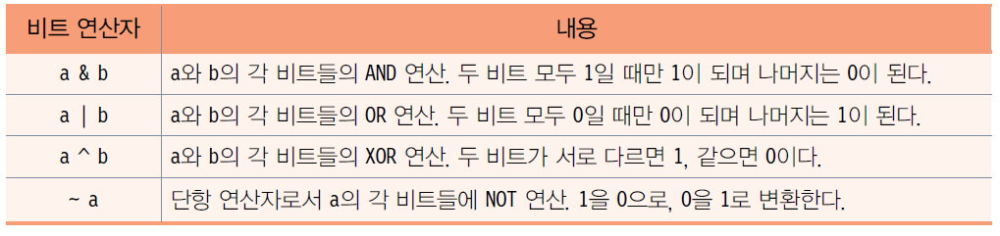 비트 연산자 내용
a & b a와 b의 각 비트들의 AND 연산. 두 비트 모두 1일 때만 1이 되며 나머지는 0이 된다.
a | b a와 b의 각 비트들의 OR 연산. 두 비트 모두 0일 때만 0이 되며 나머지는 1이 된다.
a ^ b a와 b의 각 비트들의 XOR 연산. 두 비트가 서로 다르면 1, 같으면 0이다.
~ a 단항 연산자로서 a의 각 비트들에 NOT 연산. 1을 0으로, 0을 1로 변환한다.